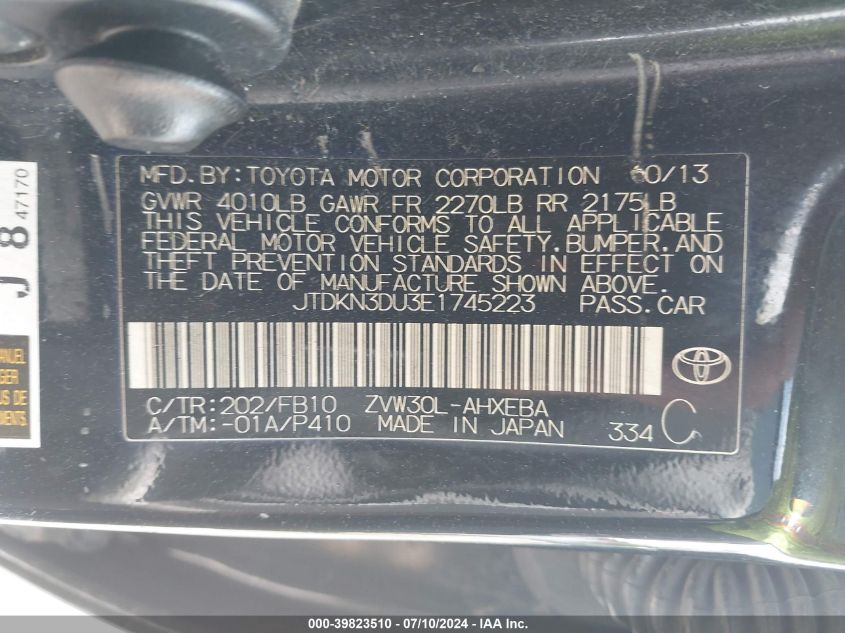 MFD.BY:TOYOTA MOTOR CORPORATION 10/13
GVWR 4010LB GAWR FR 2270LB RR 2175LB
THIS VEHICLE CONFORMS TO ALL APPLICABLE
FEDERAL MOTOR VEHICLE SAFETY,BUMPER,AND
THEFT PREVENTION STANDARDS IN EFFECT ON
THE DATE OF MANUFACTURE SHOWN ABOVE.
JTDKN3DU3E1745223 PASS.CAR
C/TR:202/FB10 ZVW30L-AHXEBA
A/TM:-01A/P410 MADE IN JAPAN 334 C
J 8 47170
000-39823510 / 07/10/2024 / IAAI INC.